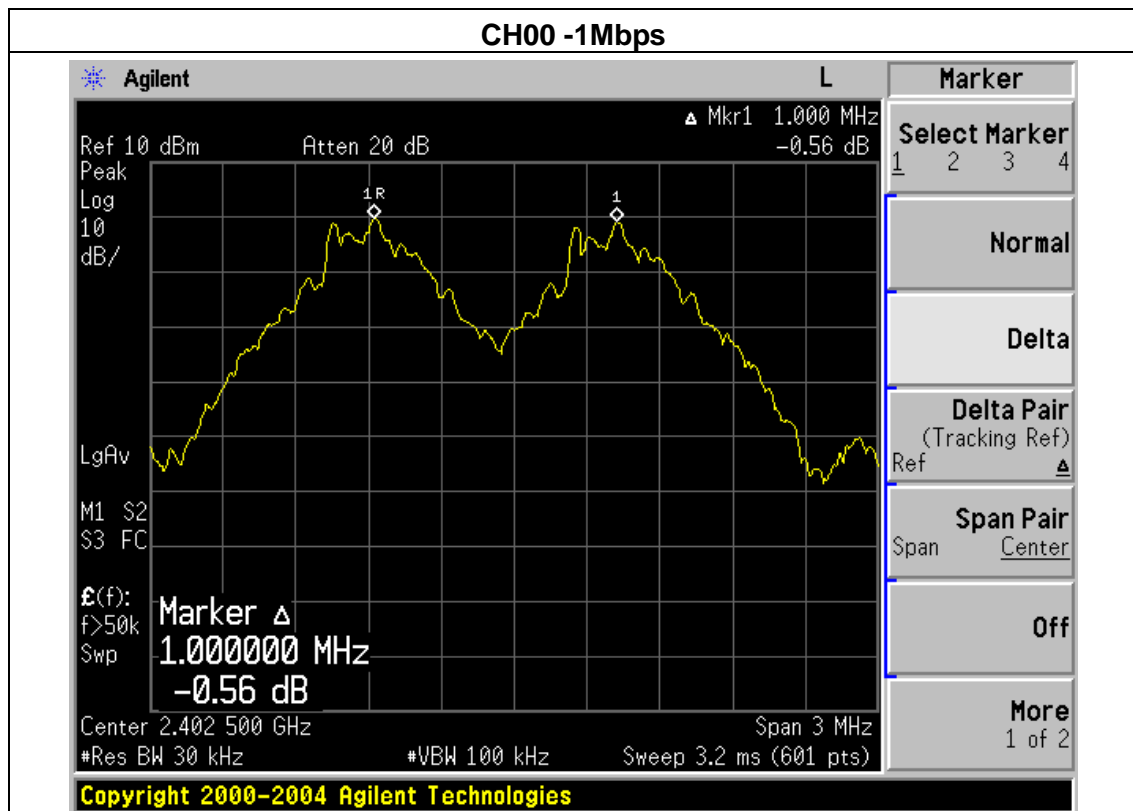 CH00 -1Mbps
Agilent L Marker
Δ Mkr1 1.000 MHz
Ref 10 dBm Atten 20 dB -0.56 dB
Peak
Log
10
dB/
1R
1
LgAv
M1 S2
S3 FC
£(f):
f>50k
Swp
Marker Δ
1.000000 MHz
-0.56 dB
Center 2.402 500 GHz Span 3 MHz
#Res BW 30 kHz #VBW 100 kHz Sweep 3.2 ms (601 pts)
Copyright 2000-2004 Agilent Technologies
Select Marker
1 2 3 4
Normal
Delta
Delta Pair
(Tracking Ref)
Ref Δ
Span Pair
Span Center
Off
More
1 of 2